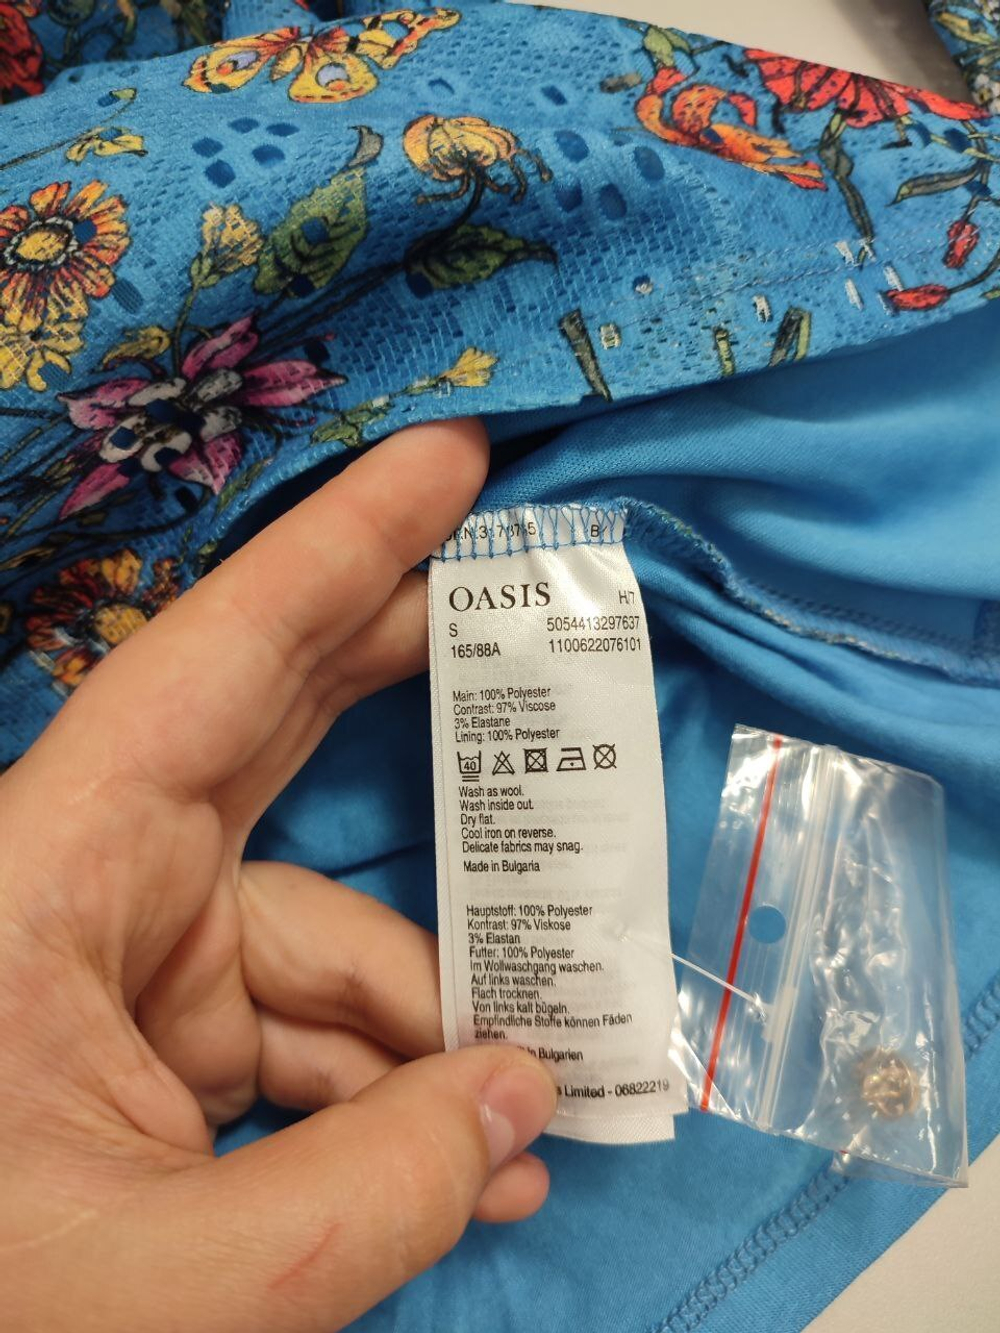 OASIS H/7
S 5054413297637
165/88A 1100622076101
Main: 100% Polyester
Contrast: 97% Viscose
3% Elastane
Lining: 100% Polyester
40
Wash as wool.
Wash inside out.
Dry flat.
Cool iron on reverse.
Delicate fabrics may snag.
Made in Bulgaria
Hauptstoff: 100% Polyester
Kontrast: 97% Viskose
3% Elastan
Futter: 100% Polyester
Im Wollwaschgang waschen.
Auf links waschen.
Flach trocknen.
Von links kalt bügeln.
Empfindliche Stoffe können Fäden
ziehen.
in Bulgarien
Limited - 06822219